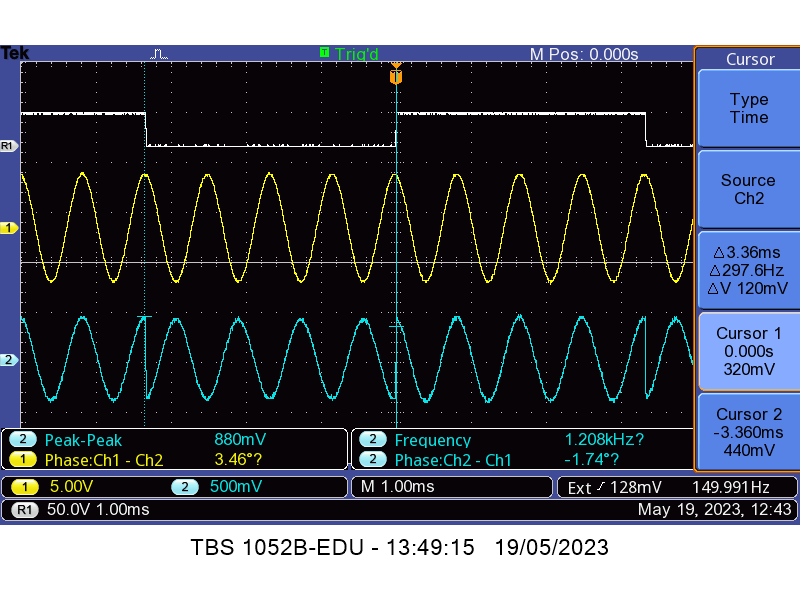 Tek Trig'd M Pos: 0.000s Cursor
T
T
Type
Time
R1
Source
Ch2
1
△3.36ms
△297.6Hz
△V 120mV
Cursor 1
0.000s
320mV
2
Cursor 2
-3.360ms
440mV
2 Peak-Peak 880mV 2 Frequency 1.208kHz?
1 Phase:Ch1 - Ch2 3.46°? 2 Phase:Ch2 - Ch1 -1.74°?
1 5.00V 2 500mV M 1.00ms Ext 128mV 149.991Hz
R1 50.0V 1.00ms May 19, 2023, 12:43
TBS 1052B-EDU - 13:49:15 19/05/2023